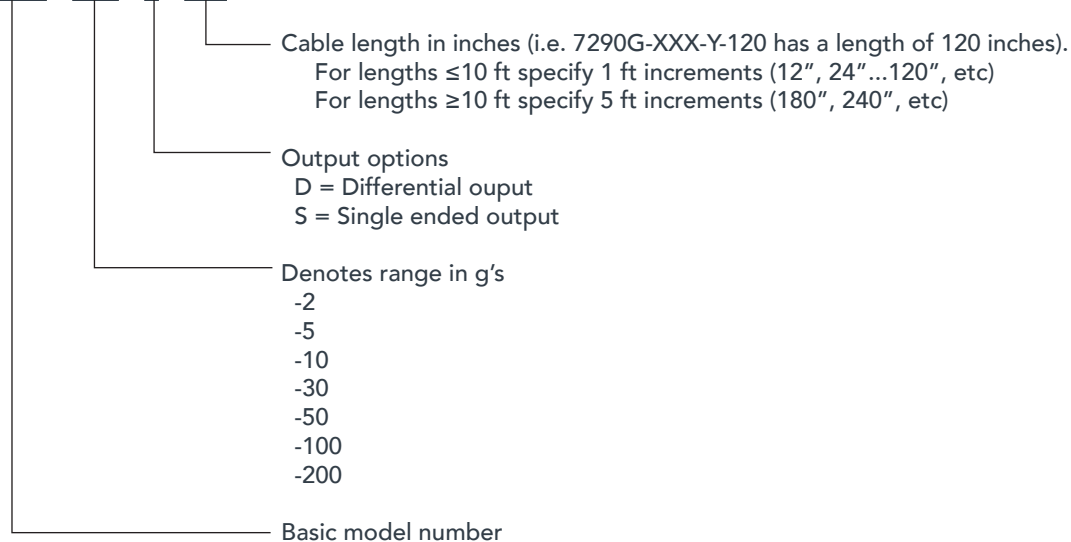 Cable length in inches (i.e. 7290G-XXX-Y-120 has a length of 120 inches).
For lengths ≤10 ft specify 1 ft increments (12”, 24”...120”, etc)
For lengths ≥10 ft specify 5 ft increments (180”, 240”, etc)
Output options
D = Differential ouput
S = Single ended output
Denotes range in g’s
-2
-5
-10
-30
-50
-100
-200
Basic model number